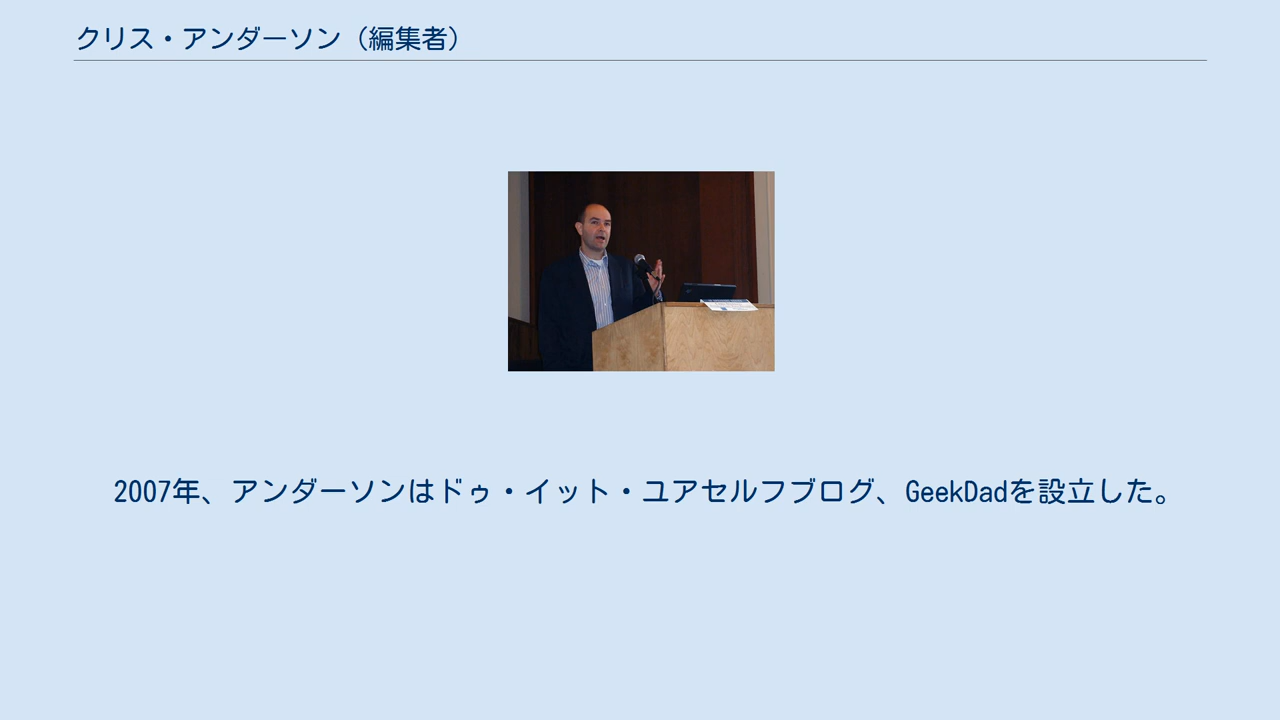 クリス・アンダーソン（編集者）
2007年、アンダーソンはドゥ・イット・ユアセルフブログ、GeekDadを設立した。